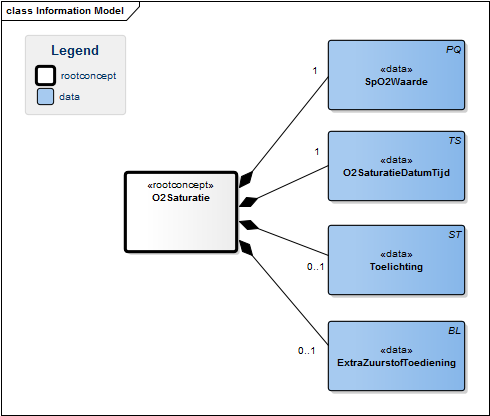 class Information Model
Legend
rootconcept
data
«rootconcept»
O2Saturatie
PQ
«data»
SpO2Waarde
1
TS
«data»
O2SaturatieDatumTijd
1
ST
«data»
Toelichting
0..1
BL
«data»
ExtraZuurstofToediening
0..1